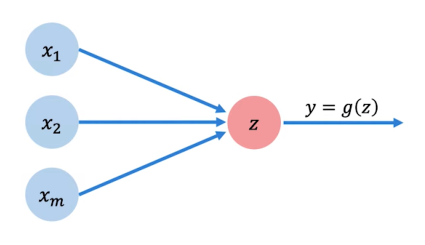 x₁
x₂
xₘ
z
y = g(z)